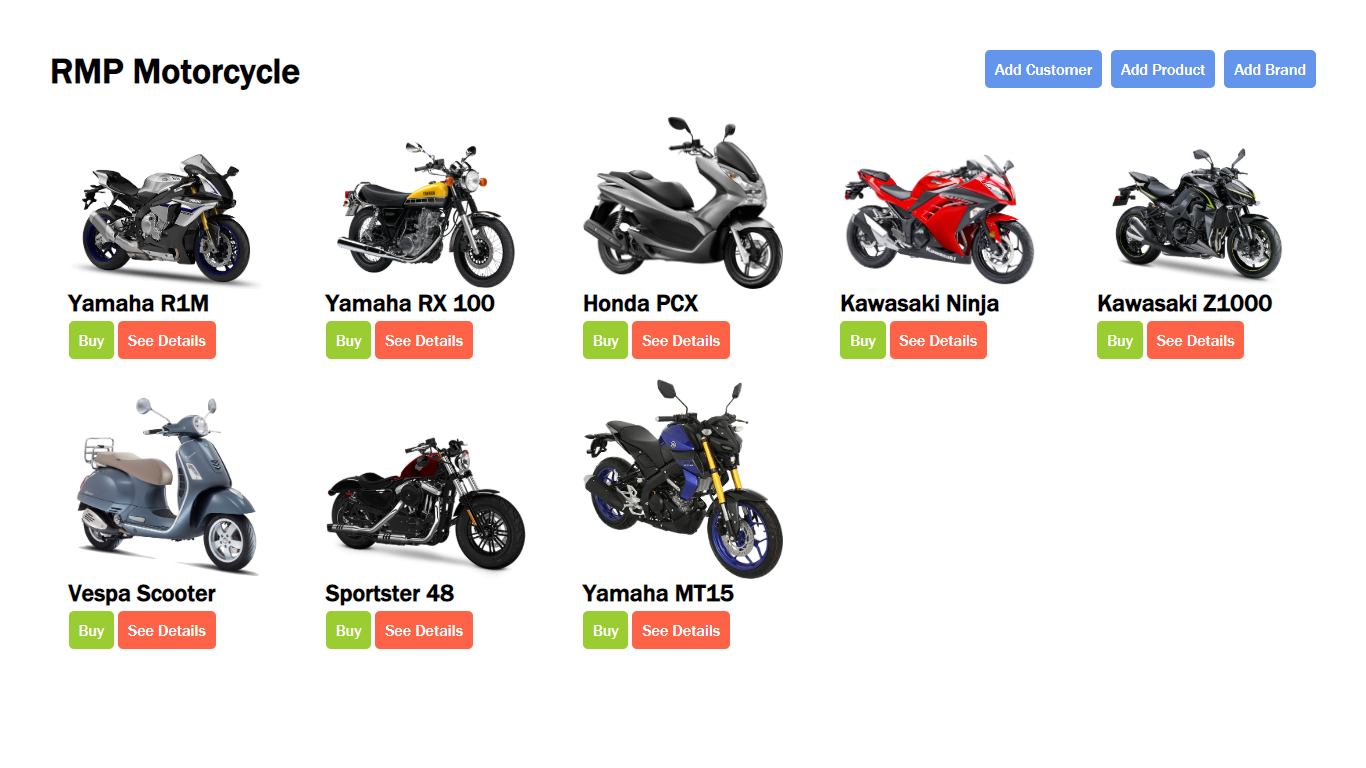 RMP Motorcycle
Add Customer Add Product Add Brand
Yamaha R1M
Buy See Details
Yamaha RX 100
Buy See Details
Honda PCX
Buy See Details
Kawasaki Ninja
Buy See Details
Kawasaki Z1000
Buy See Details
Vespa Scooter
Buy See Details
Sportster 48
Buy See Details
Yamaha MT15
Buy See Details